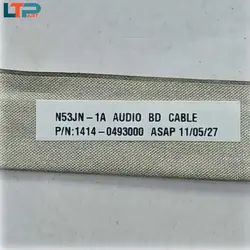 LTP
N53JN-1A AUDIO BD CABLE
P/N:1414-0493000 ASAP 11/05/27